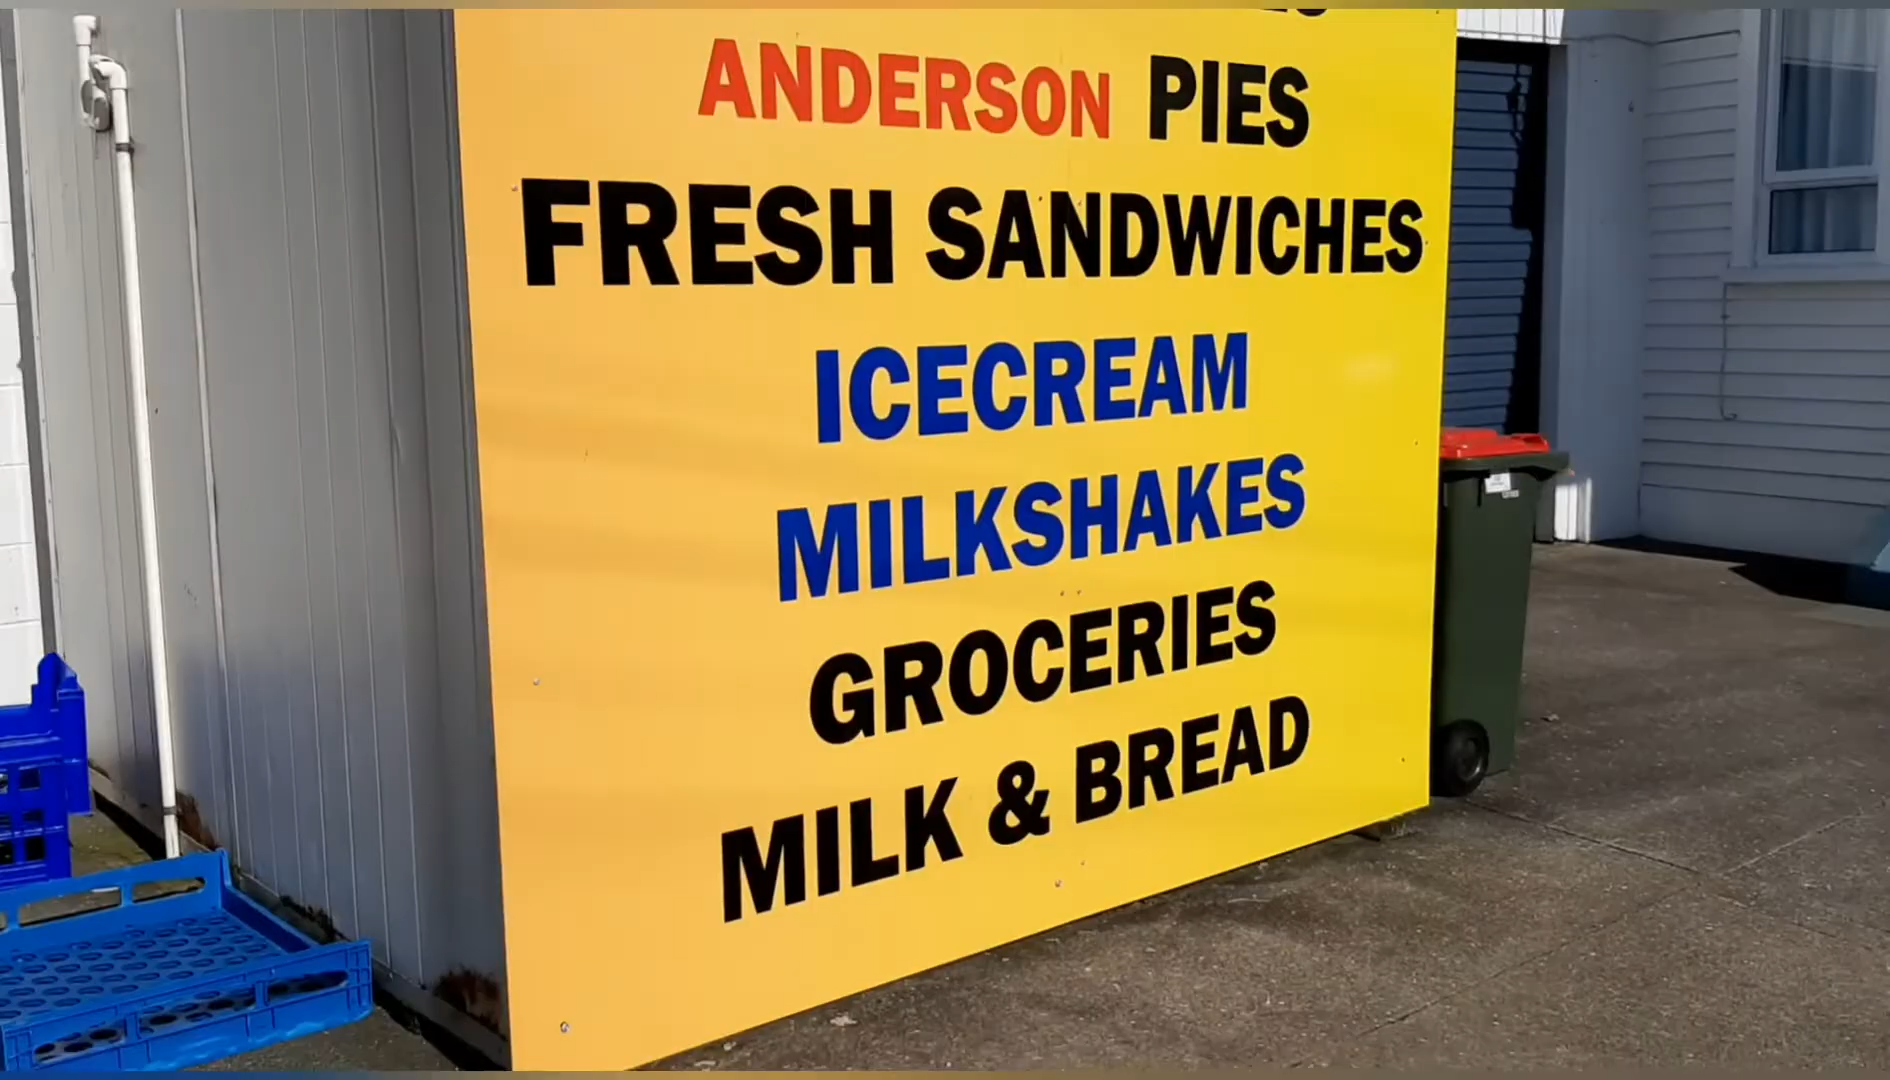 ANDERSON PIES
FRESH SANDWICHES
ICECREAM
MILKSHAKES
GROCERIES
MILK & BREAD